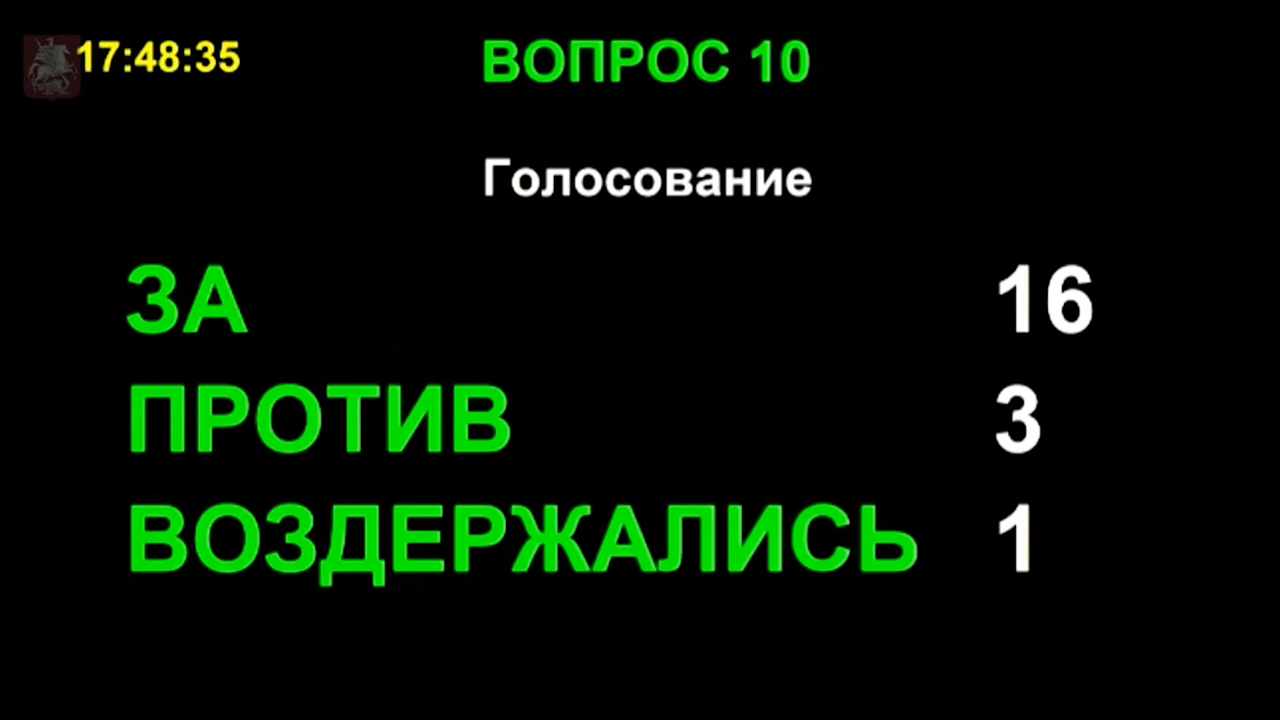 17:48:35
ВОПРОС 10
Голосование
ЗА 16
ПРОТИВ 3
ВОЗДЕРЖАЛИСЬ 1